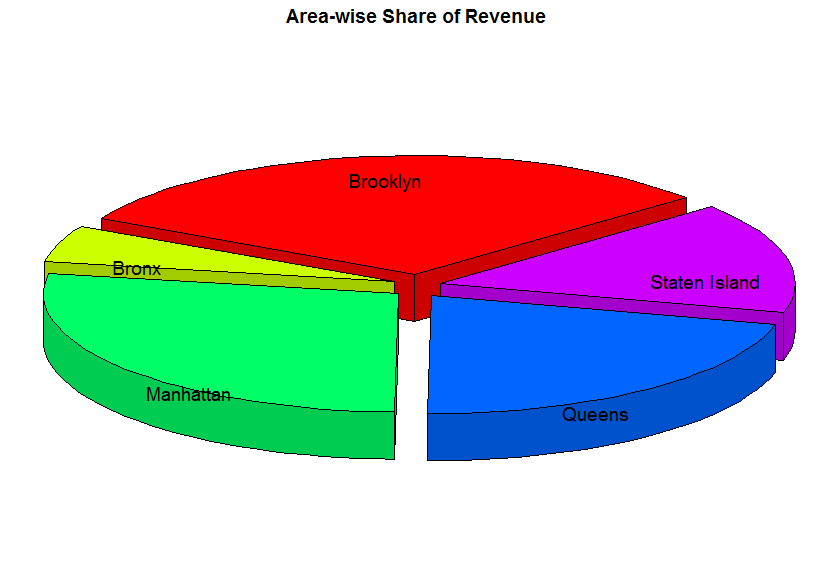 Area-wise Share of Revenue
Brooklyn
Bronx
Staten Island
Manhattan
Queens